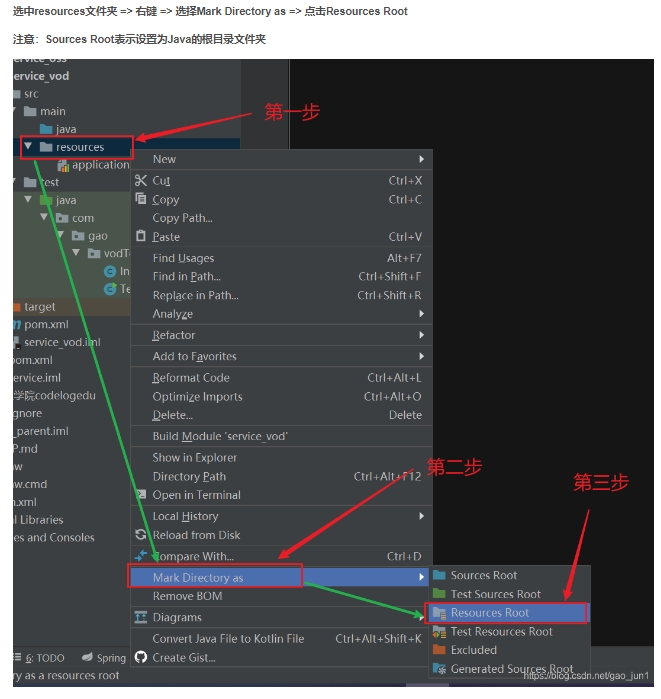 选中resources文件夹 => 右键 => 选择Mark Directory as => 点击Resources Root
注意：Sources Root表示设置为Java的根目录文件夹
ervice_vod
src
main
第一步
java
resources
application
New
test
Cut Ctrl+X
java
Copy Ctrl+C
com
Copy Path...
gao
Paste Ctrl+V
vodT
Find Usages Alt+F7
In
Find in Path... Ctrl+Shift+F
Te
Replace in Path... Ctrl+Shift+R
target
Analyze
pom.xml
Refactor
service_vod.iml
Add to Favorites
om.xml
ervice.iml
Reformat Code Ctrl+Alt+L
学院codelogedu
Optimize Imports Ctrl+Alt+O
gnore
Delete... Delete
_parent.iml
Build Module 'service_vod'
P.md
Show in Explorer
w
Directory Path Ctrl+Alt+F12
第二步
w.cmd
Open in Terminal
第三步
n.xml
Local History
l Libraries
Reload from Disk
es and Consoles
Compare With... Ctrl+D
Mark Directory as
Sources Root
Remove BOM
Test Sources Root
Diagrams
Resources Root
Convert Java File to Kotlin File Ctrl+Alt+Shift+K
Test Resources Root
6: TODO Spring
Create Gist...
Excluded
ry as a resources root
Generated Sources Root
https://blog.csdn.net/gao_jun1